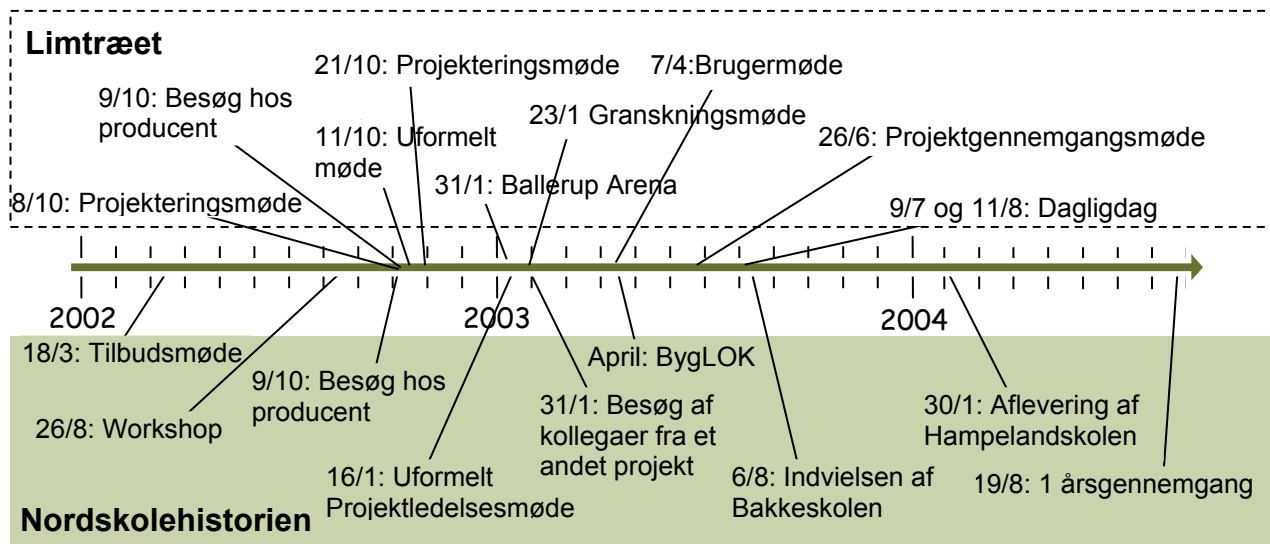 Limtræet
21/10: Projekteringsmøde
7/4:Brugermøde
9/10: Besøg hos
producent
23/1 Granskningsmøde
11/10: Uformelt
møde
26/6: Projektgennemgangsmøde
31/1: Ballerup Arena
8/10: Projekteringsmøde
9/7 og 11/8: Dagligdag
2002
2003
2004
18/3: Tilbudsmøde
April: BygLOK
9/10: Besøg hos
producent
26/8: Workshop
31/1: Besøg af
kollegaer fra et
andet projekt
30/1: Aflevering af
Hampelandskolen
16/1: Uformelt
Projektledelsesmøde
6/8: Indvielsen af
Bakkeskolen
19/8: 1 årsgennemgang
Nordskolehistorien